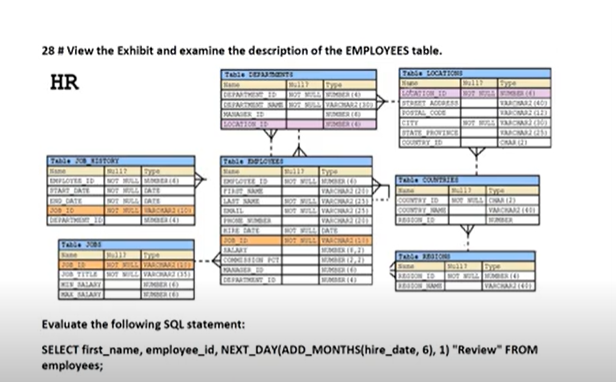 28 # View the Exhibit and examine the description of the EMPLOYEES table.
HR
Table DEPARTMENTS
Name Null? Type
DEPARTMENT_ID NOT NULL NUMBER(4)
DEPARTMENT_NAME NOT NULL VARCHAR2(30)
MANAGER_ID NUMBER(6)
LOCATION_ID NUMBER(4)
Table LOCATIONS
Name Null? Type
LOCATION_ID NOT NULL NUMBER(4)
STREET_ADDRESS VARCHAR2(40)
POSTAL_CODE VARCHAR2(12)
CITY NOT NULL VARCHAR2(30)
STATE_PROVINCE VARCHAR2(25)
COUNTRY_ID CHAR(2)
Table JOB_HISTORY
Name Null? Type
EMPLOYEE_ID NOT NULL NUMBER(6)
START_DATE NOT NULL DATE
END_DATE NOT NULL DATE
JOB_ID NOT NULL VARCHAR2(10)
DEPARTMENT_ID NUMBER(4)
Table EMPLOYEES
Name Null? Type
EMPLOYEE_ID NOT NULL NUMBER(6)
FIRST_NAME VARCHAR2(20)
LAST_NAME NOT NULL VARCHAR2(25)
EMAIL NOT NULL VARCHAR2(25)
PHONE_NUMBER VARCHAR2(20)
HIRE_DATE NOT NULL DATE
JOB_ID NOT NULL VARCHAR2(10)
SALARY NUMBER(8,2)
COMMISSION_PCT NUMBER(2,2)
MANAGER_ID NUMBER(6)
DEPARTMENT_ID NUMBER(4)
Table COUNTRIES
Name Null? Type
COUNTRY_ID NOT NULL CHAR(2)
COUNTRY_NAME VARCHAR2(40)
REGION_ID NUMBER
Table JOBS
Name Null? Type
JOB_ID NOT NULL VARCHAR2(10)
JOB_TITLE NOT NULL VARCHAR2(35)
MIN_SALARY NUMBER(6)
MAX_SALARY NUMBER(6)
Table REGIONS
Name Null? Type
REGION_ID NOT NULL NUMBER(4)
REGION_NAME VARCHAR2(40)
Evaluate the following SQL statement:
SELECT first_name, employee_id, NEXT_DAY(ADD_MONTHS(hire_date, 6), 1) "Review" FROM
employees;